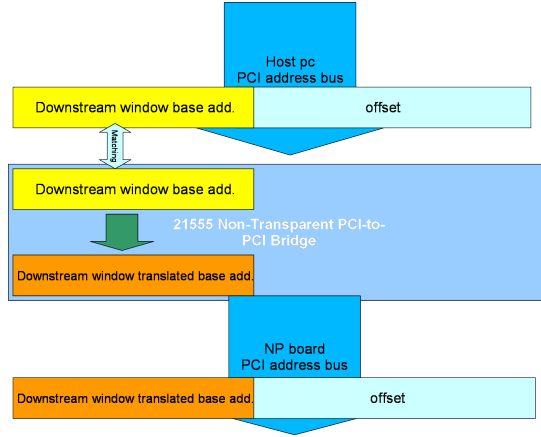 Host pc
PCI address bus
Downstream window base add.
offset
Matching
Downstream window base add.
21555 Non-Transparent PCI-to-
PCI Bridge
Downstream window translated base add.
NP board
PCI address bus
Downstream window translated base add.
offset